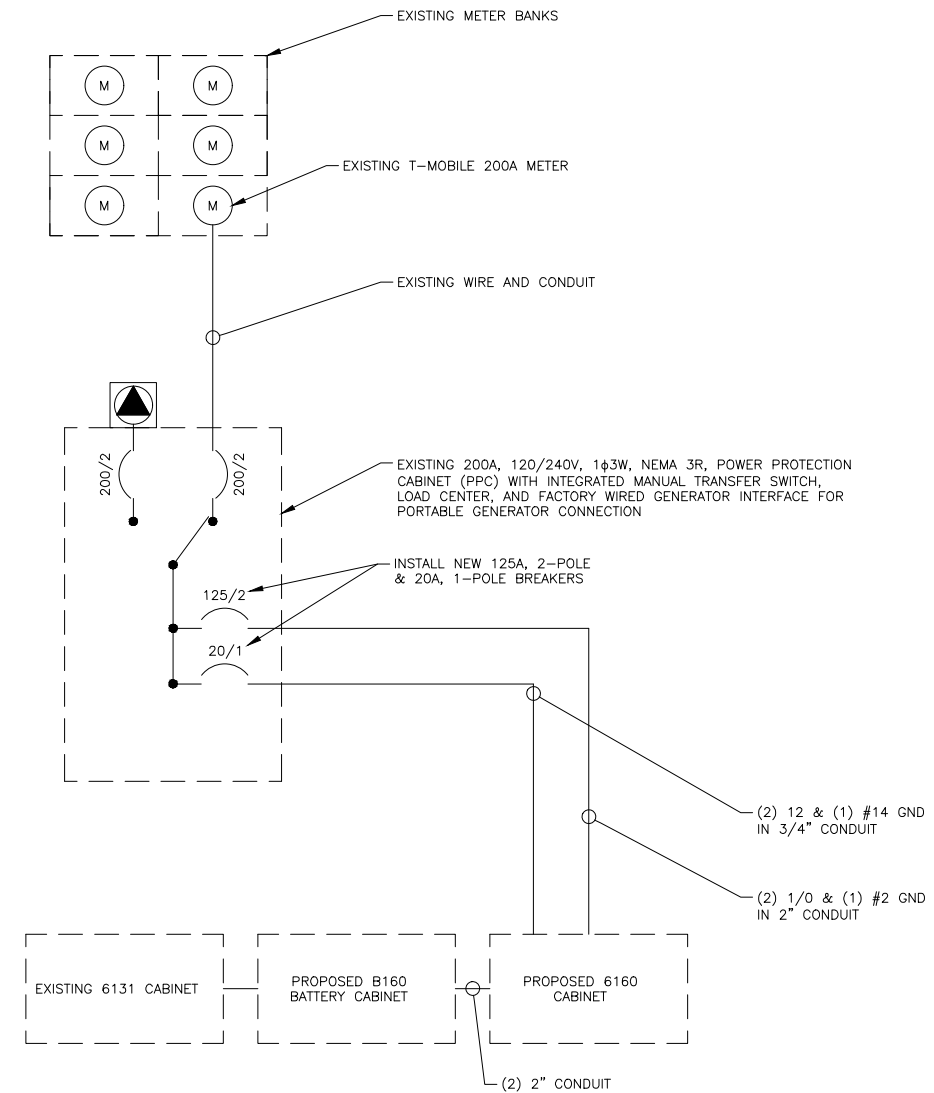 EXISTING METER BANKS
M M
M M
EXISTING T-MOBILE 200A METER
M M
EXISTING WIRE AND CONDUIT
200/2 200/2
EXISTING 200A, 120/240V, 1ϕ3W, NEMA 3R, POWER PROTECTION
CABINET (PPC) WITH INTEGRATED MANUAL TRANSFER SWITCH,
LOAD CENTER, AND FACTORY WIRED GENERATOR INTERFACE FOR
PORTABLE GENERATOR CONNECTION
INSTALL NEW 125A, 2-POLE
& 20A, 1-POLE BREAKERS
125/2
20/1
(2) 12 & (1) #14 GND
IN 3/4" CONDUIT
(2) 1/0 & (1) #2 GND
IN 2" CONDUIT
EXISTING 6131 CABINET
PROPOSED B160
BATTERY CABINET
PROPOSED 6160
CABINET
(2) 2" CONDUIT